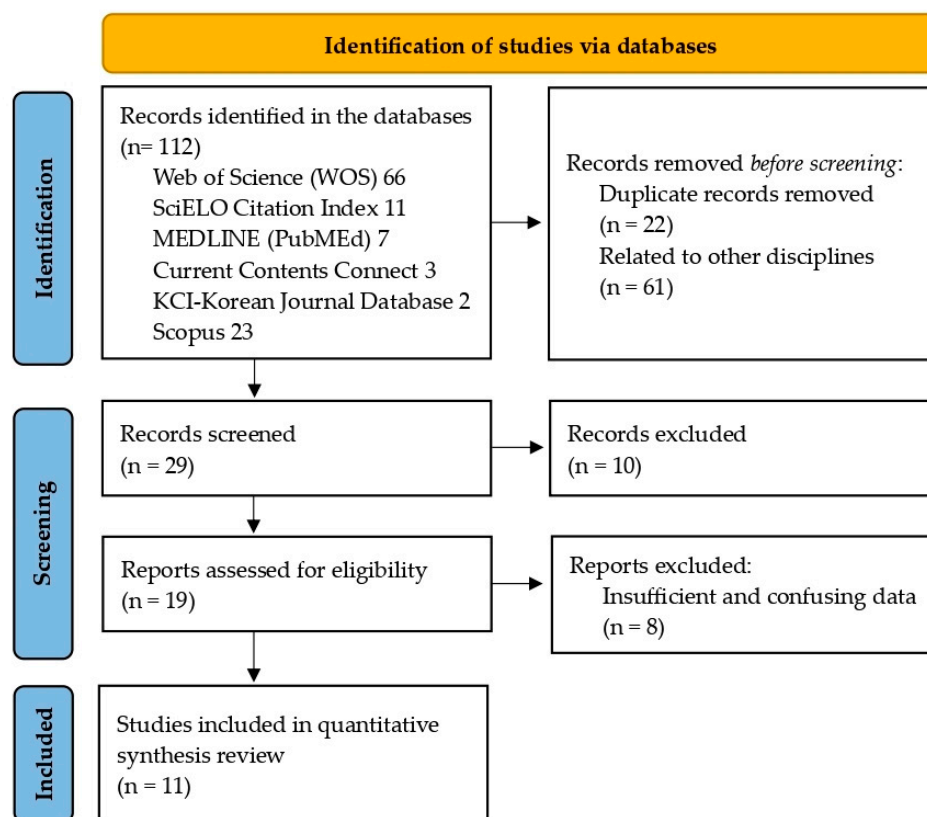 Identification of studies via databases
Identification
Records identified in the databases
(n= 112)
Web of Science (WOS) 66
SciELO Citation Index 11
MEDLINE (PubMEd) 7
Current Contents Connect 3
KCI-Korean Journal Database 2
Scopus 23
Records removed before screening:
Duplicate records removed
(n = 22)
Related to other disciplines
(n = 61)
Screening
Records screened
(n = 29)
Records excluded
(n = 10)
Reports assessed for eligibility
(n = 19)
Reports excluded:
Insufficient and confusing data
(n = 8)
Included
Studies included in quantitative
synthesis review
(n = 11)